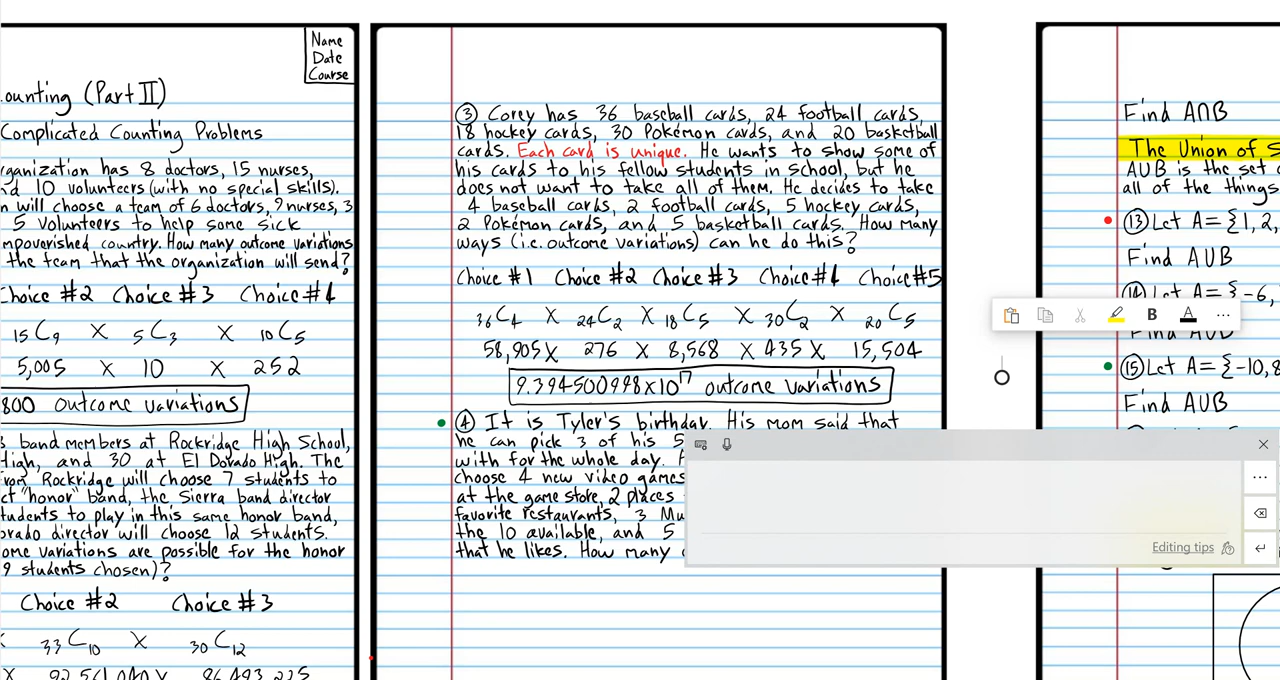 Name
Date
Course
ounting (Part II)
Complicated Counting Problems
rganization has 8 doctors, 15 nurses,
nd 10 volunteers (with no special skills).
n will choose a team of 6 doctors, 9 nurses, 3
5 Volunteers to help some sick
mpoverished country. How many outcome variations
the team that the organization will send?
Choice #2 Choice #3 Choice #4
15C9 X 5C3 X 10C5
5,005 X 10 X 252
800 outcome variations
3 band members at Rockridge High School,
High, and 30 at El Dorado High. The
from Rockridge will choose 7 students to
ct "honor" band, the Sierra band director
tudents to play in this same honor band,
orado director will choose 12 students.
ome variations are possible for the honor
9 students chosen)?
Choice #2 Choice #3
33C10 X 30C12
③ Corey has 36 baseball cards, 24 football cards,
18 hockey cards, 30 Pokémon cards, and 20 basketball
cards. Each card is unique. He wants to show some of
his cards to his fellow students in school, but he
does not want to take all of them. He decides to take
4 baseball cards, 2 football cards, 5 hockey cards,
2 Pokémon cards, and 5 basketball cards. How many
ways (i.e. outcome variations) can he do this?
Choice #1 Choice #2 Choice #3 Choice #4 Choice #5
36C4 X 24C2 X 18C5 X 30C2 X 20C5
58,905 X 276 X 8,568 X 435 X 15,504
9.394500998X10^17 outcome variations
④ It is Tyler's birthday. His mom said that
he can pick 3 of his 5
with for the whole day.
choose 4 new video games
at the game store, 2 places
favorite restaurants, 3 Mu
the 10 available, and 5
that he likes. How many
Find A∩B
The Union of S
AUB is the set o
all of the things
⑬ Let A = {1, 2,
Find AUB
⑭ Let A = {-6,
Find AUB
⑮ Let A = {-10, 8
Find AUB
B A ...
Editing tips